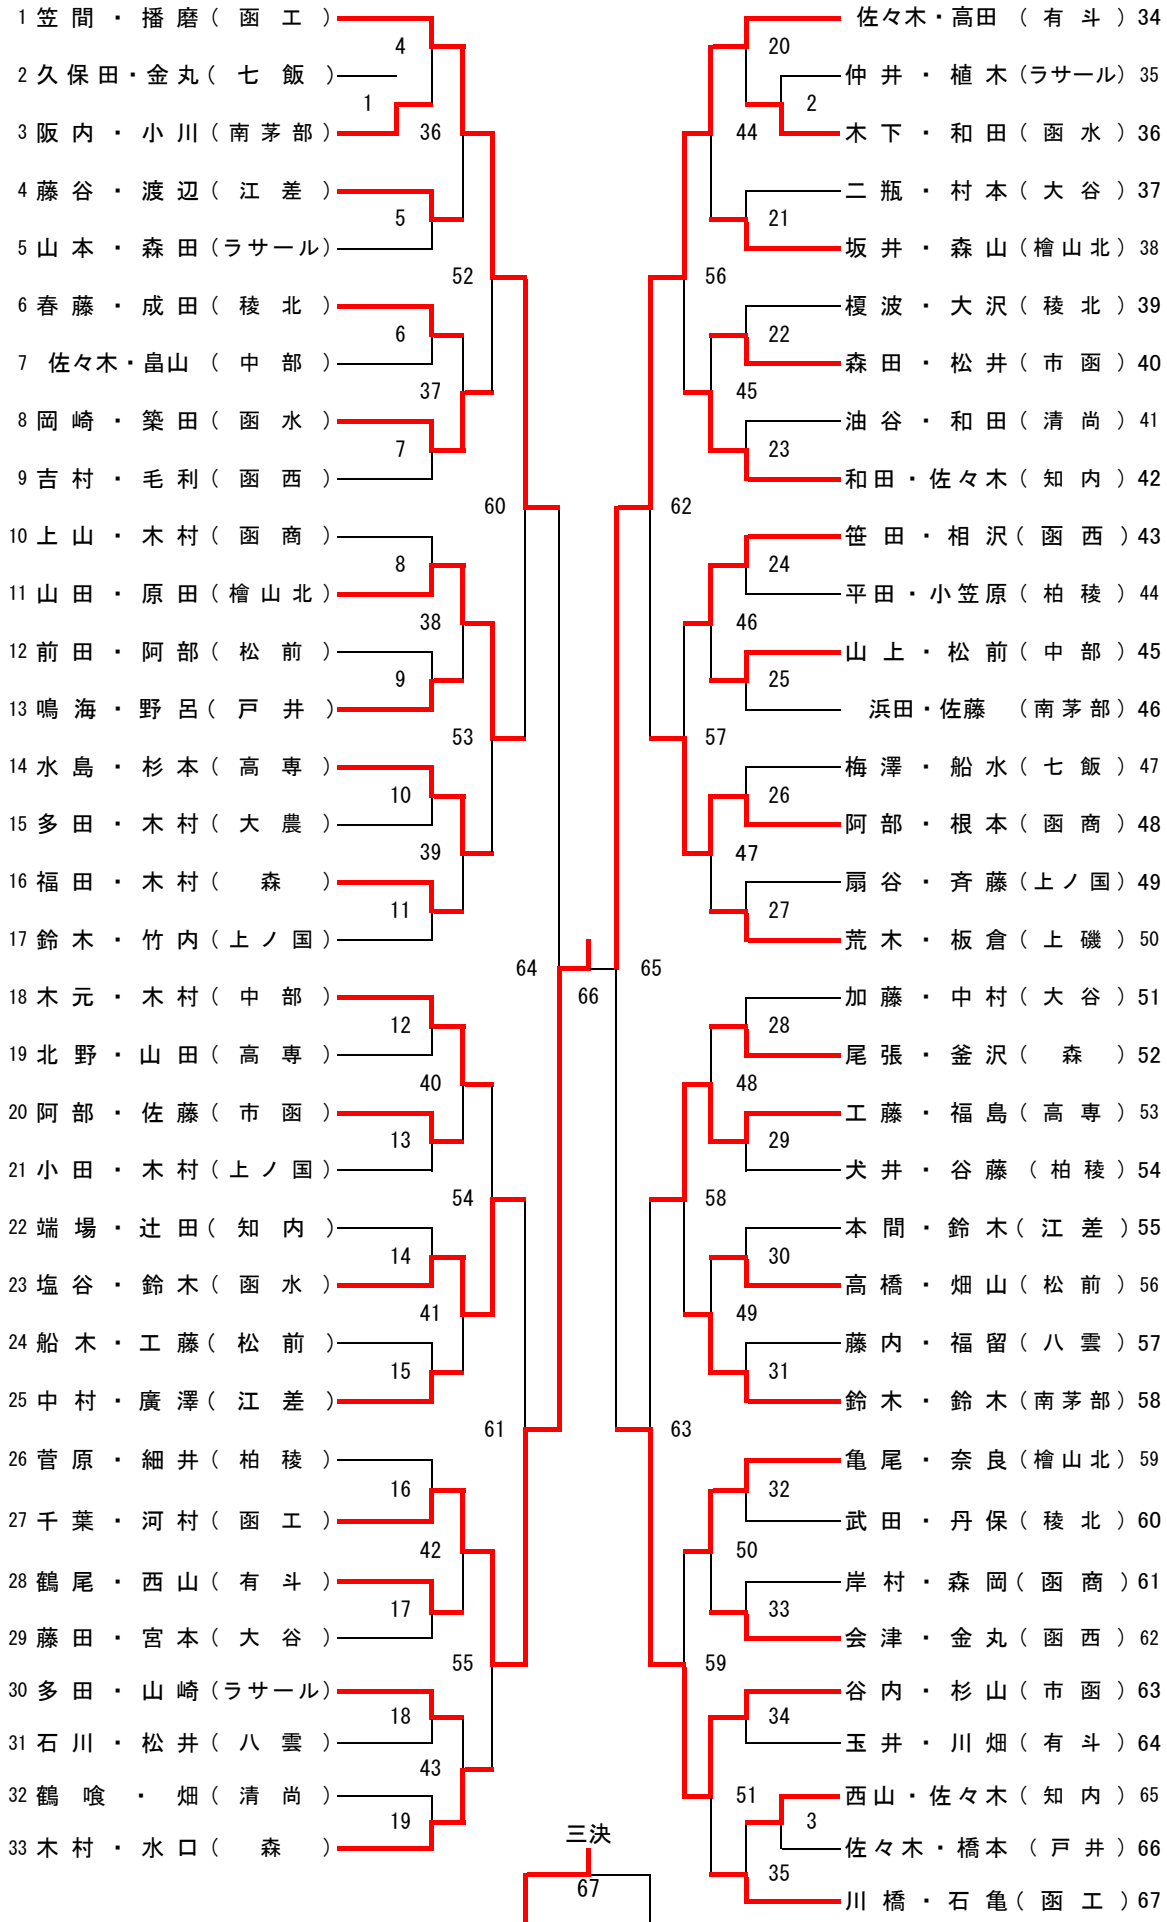 1 笠間・播磨(函工)
2 久保田・金丸(七飯)
3 阪内・小川(南茅部)
4 藤谷・渡辺(江差)
5 山本・森田(ラサール)
6 春藤・成田(稜北)
7 佐々木・畠山(中部)
8 岡崎・築田(函水)
9 吉村・毛利(函西)
10 上山・木村(函商)
11 山田・原田(檜山北)
12 前田・阿部(松前)
13 鳴海・野呂(戸井)
14 水島・杉本(高専)
15 多田・木村(大農)
16 福田・木村(森)
17 鈴木・竹内(上ノ国)
18 木元・木村(中部)
19 北野・山田(高専)
20 阿部・佐藤(市函)
21 小田・木村(上ノ国)
22 端場・辻田(知内)
23 塩谷・鈴木(函水)
24 船木・工藤(松前)
25 中村・廣澤(江差)
26 菅原・細井(柏稜)
27 千葉・河村(函工)
28 鶴尾・西山(有斗)
29 藤田・宮本(大谷)
30 多田・山崎(ラサール)
31 石川・松井(八雲)
32 鶴喰・畑(清尚)
33 木村・水口(森)
4
1
36
5
52
6
37
7
60
8
38
9
53
10
39
11
64
12
40
13
54
14
41
15
61
16
42
17
55
18
43
19
66
三決
67
65
20
2
44
21
56
22
45
23
62
24
46
25
57
26
47
27
28
48
29
58
30
49
31
63
32
50
33
59
34
51
3
35
佐々木・高田(有斗)34
仲井・植木(ラサール)35
木下・和田(函水)36
二瓶・村本(大谷)37
坂井・森山(檜山北)38
榎波・大沢(稜北)39
森田・松井(市函)40
油谷・和田(清尚)41
和田・佐々木(知内)42
笹田・相沢(函西)43
平田・小笠原(柏稜)44
山上・松前(中部)45
浜田・佐藤(南茅部)46
梅澤・船水(七飯)47
阿部・根本(函商)48
扇谷・斉藤(上ノ国)49
荒木・板倉(上磯)50
加藤・中村(大谷)51
尾張・釜沢(森)52
工藤・福島(高専)53
犬井・谷藤(柏稜)54
本間・鈴木(江差)55
高橋・畑山(松前)56
藤内・福留(八雲)57
鈴木・鈴木(南茅部)58
亀尾・奈良(檜山北)59
武田・丹保(稜北)60
岸村・森岡(函商)61
会津・金丸(函西)62
谷内・杉山(市函)63
玉井・川畑(有斗)64
西山・佐々木(知内)65
佐々木・橋本(戸井)66
川橋・石亀(函工)67